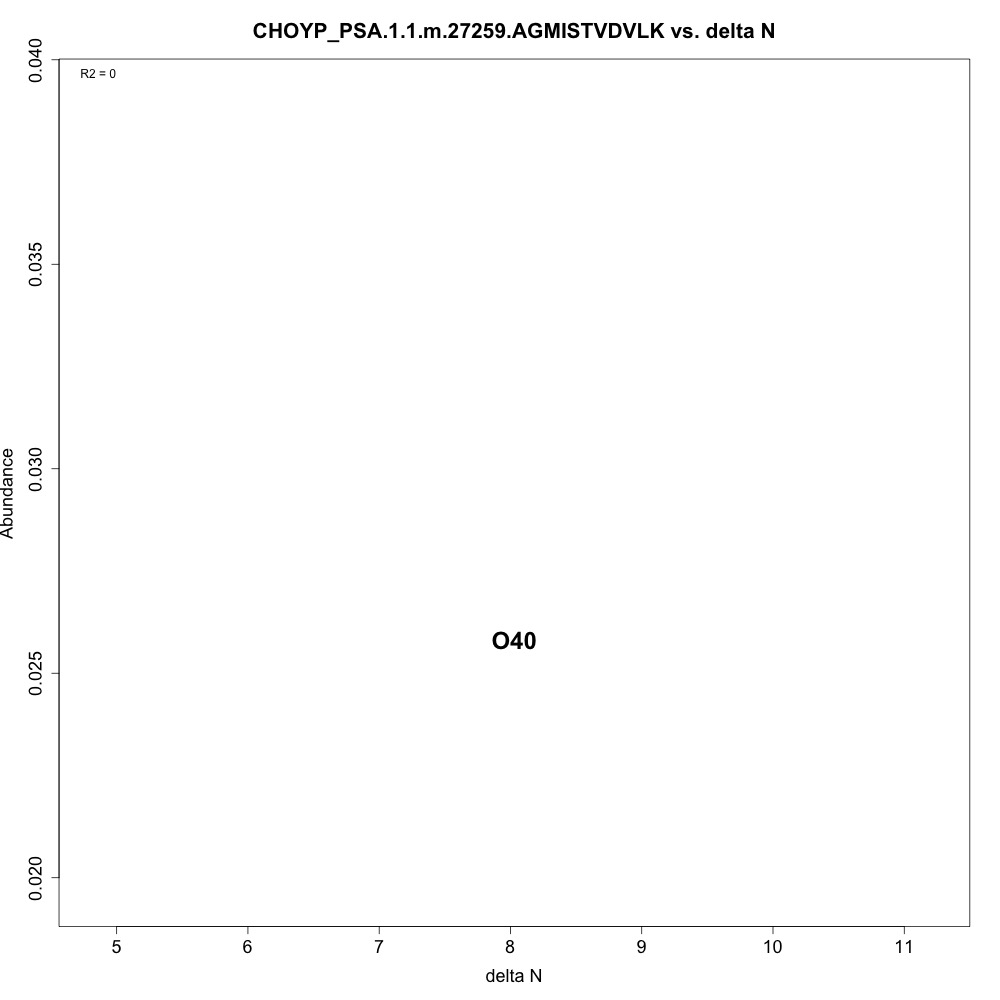 CHOYP_PSA.1.1.m.27259.AGMISTVDVLK vs. delta N
R2 = 0
0.040
0.035
0.030
0.025
0.020
Abundance
O40
5 6 7 8 9 10 11
delta N